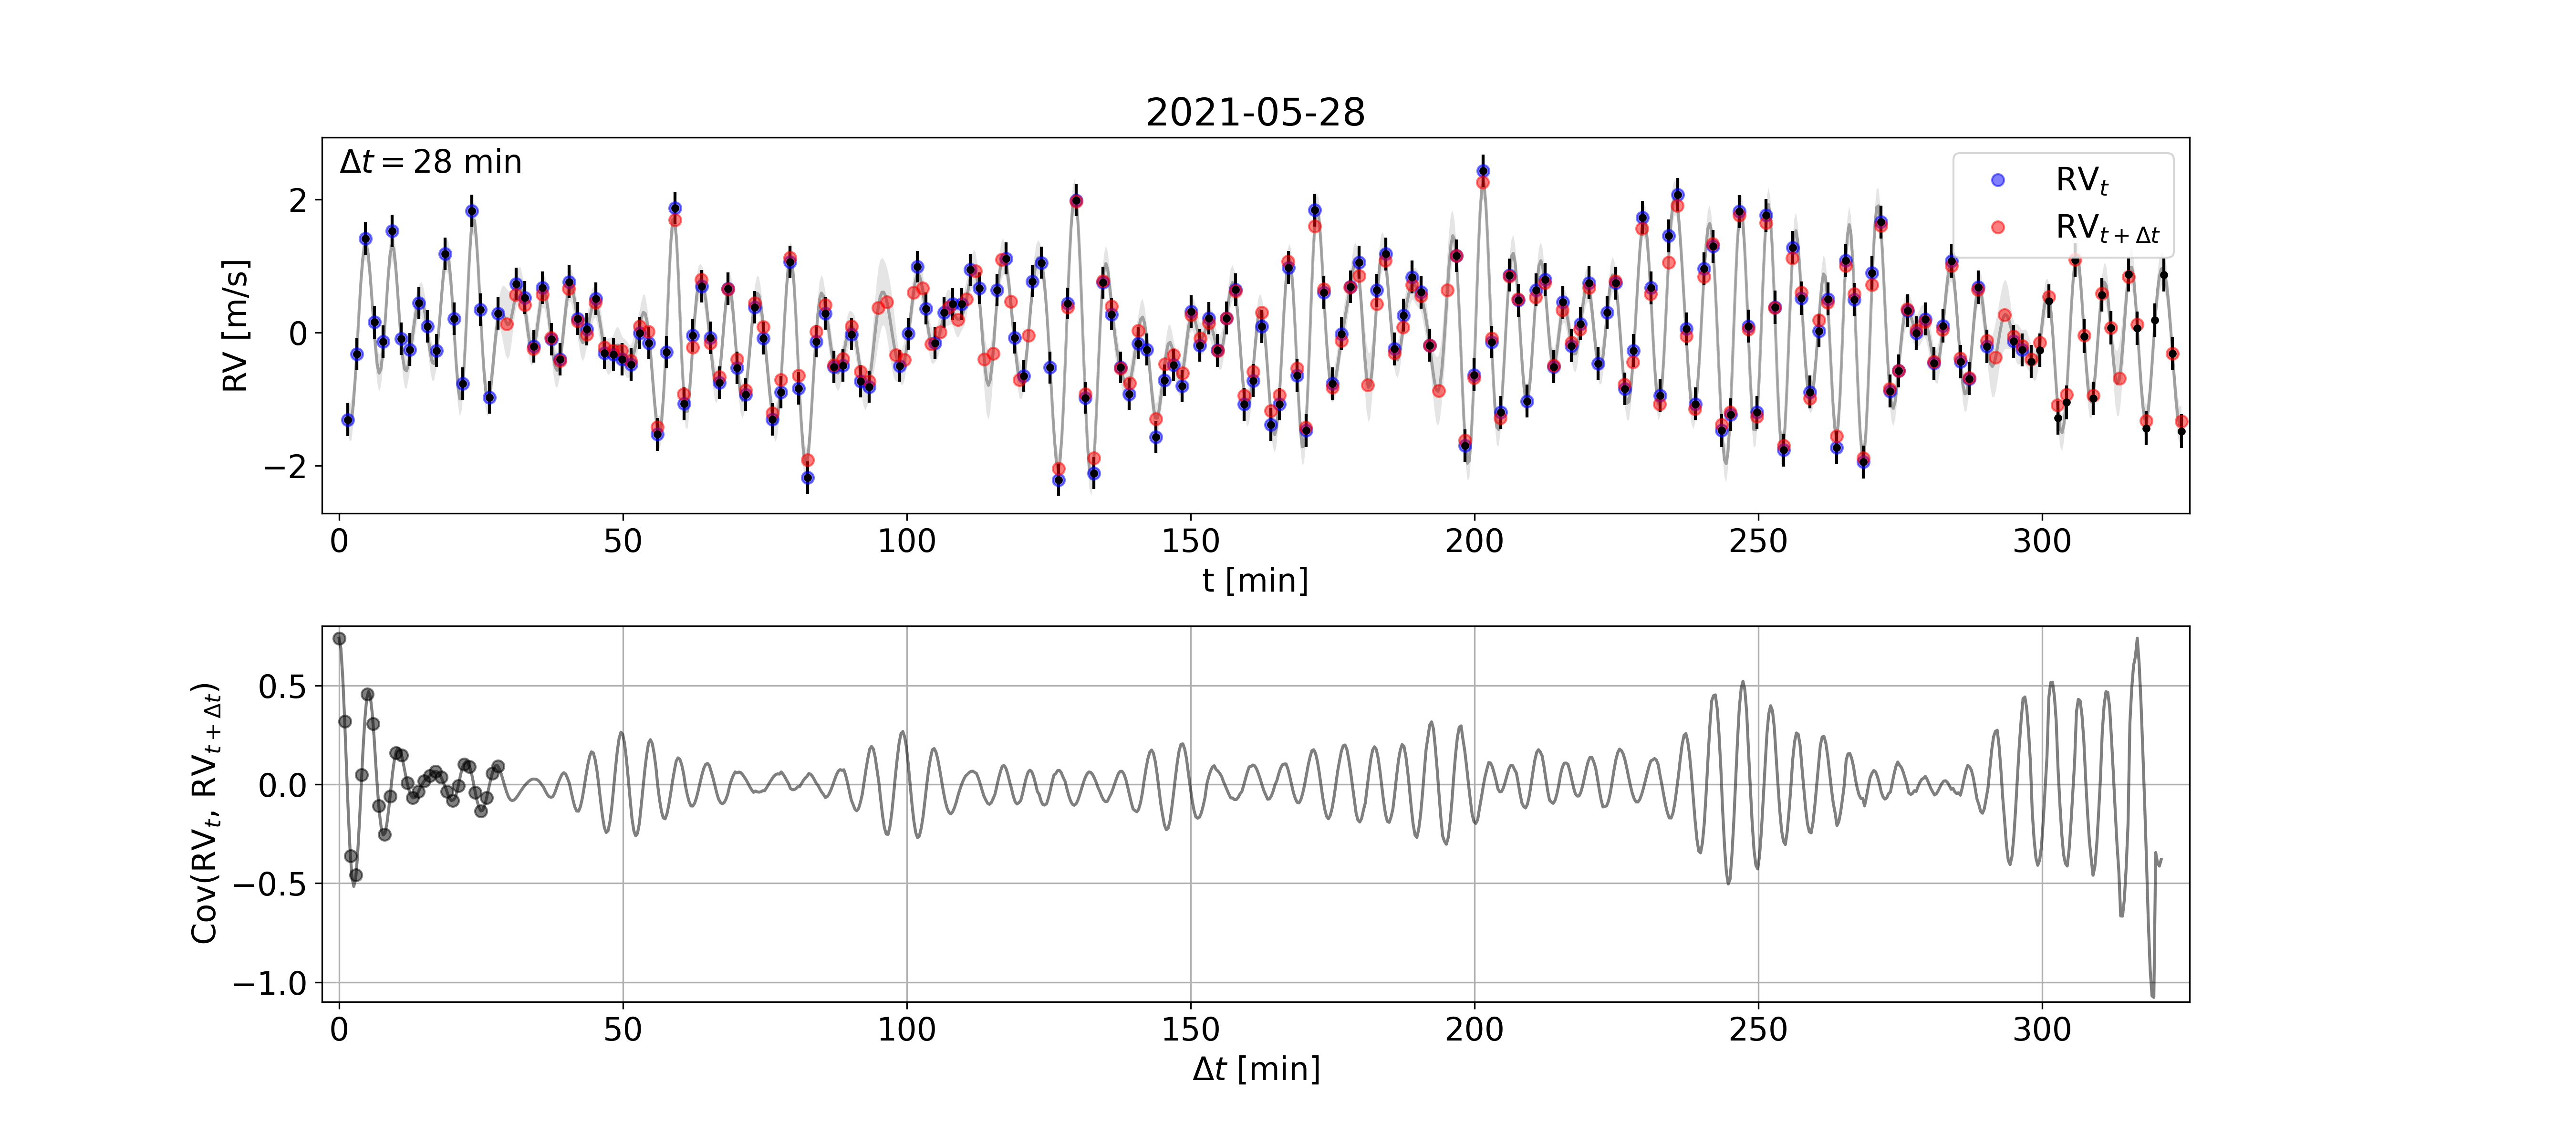 2021-05-28
Δt = 28 min
RV_t
RV_{t+Δt}
RV [m/s]
2
0
−2
0 50 100 150 200 250 300
t [min]
Cov(RV_t, RV_{t+Δt})
0.5
0.0
−0.5
−1.0
0 50 100 150 200 250 300
Δt [min]